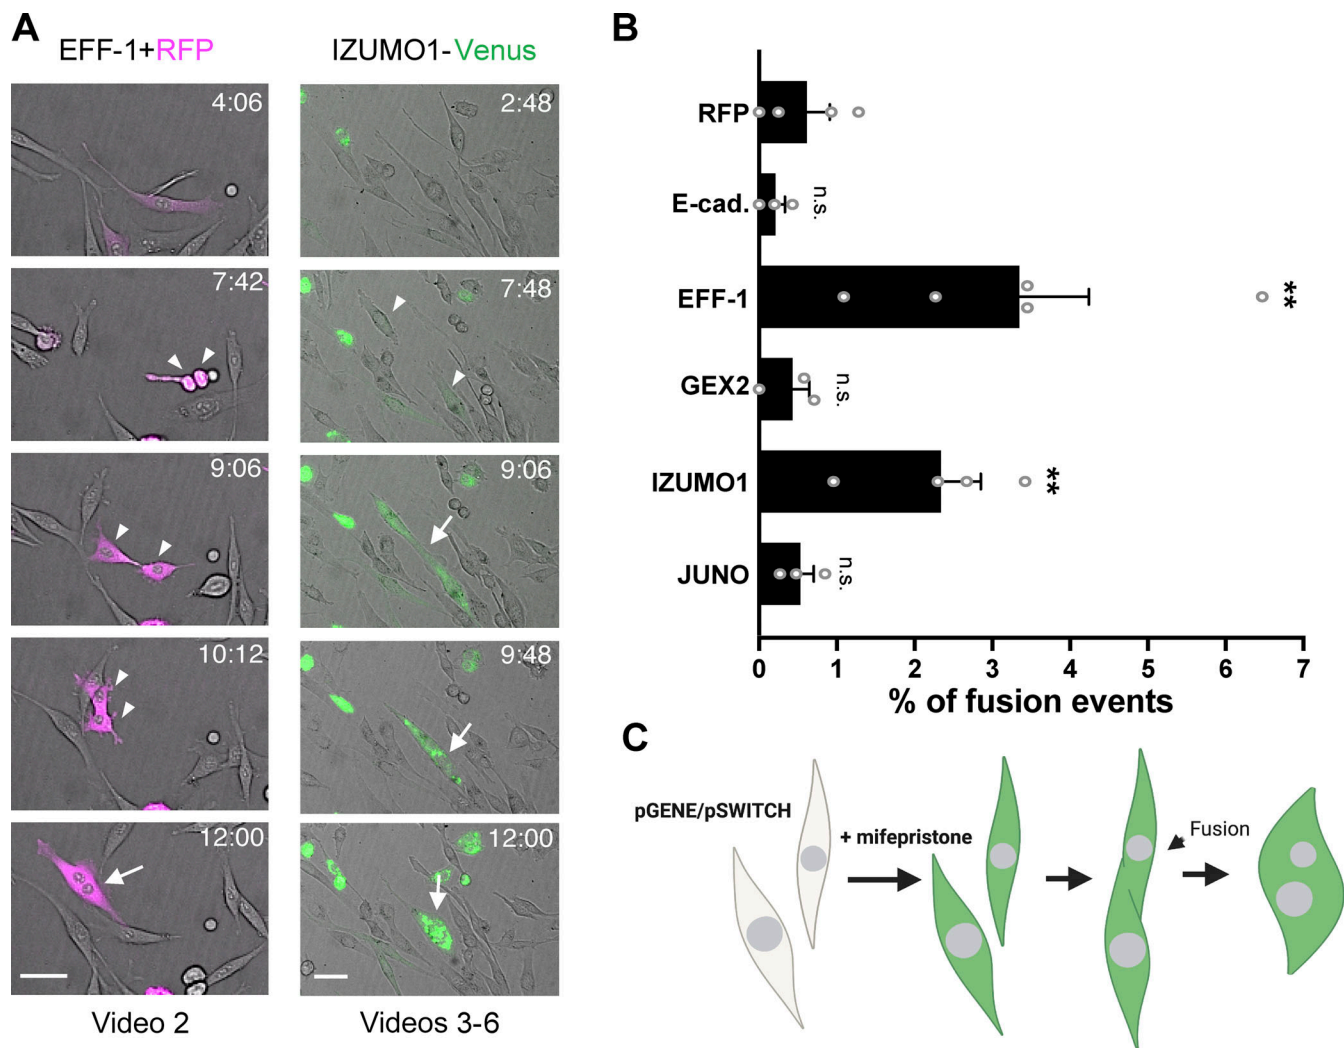 A
EFF-1+RFP
IZUMO1-Venus
4:06
7:42
9:06
10:12
12:00
Video 2
2:48
7:48
9:06
9:48
12:00
Videos 3-6
B
RFP
E-cad.
n.s.
EFF-1
**
GEX2
n.s.
IZUMO1
**
JUNO
n.s.
0 1 2 3 4 5 6 7
% of fusion events
C
pGENE/pSWITCH
+ mifepristone
Fusion